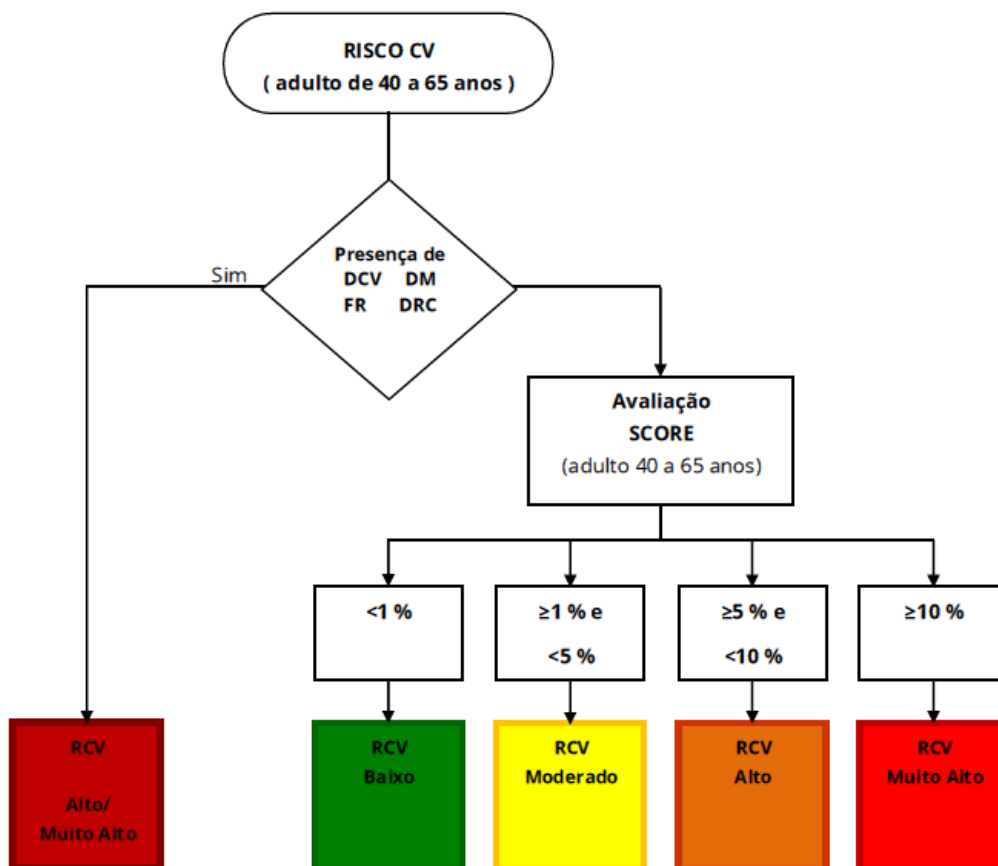 RISCO CV
( adulto de 40 a 65 anos )
Presença de
DCV DM
FR DRC
Sim
Avaliação
SCORE
(adulto 40 a 65 anos)
<1 %
≥1 % e
<5 %
≥5 % e
<10 %
≥10 %
RCV
Alto/
Muito Alto
RCV
Baixo
RCV
Moderado
RCV
Alto
RCV
Muito Alto